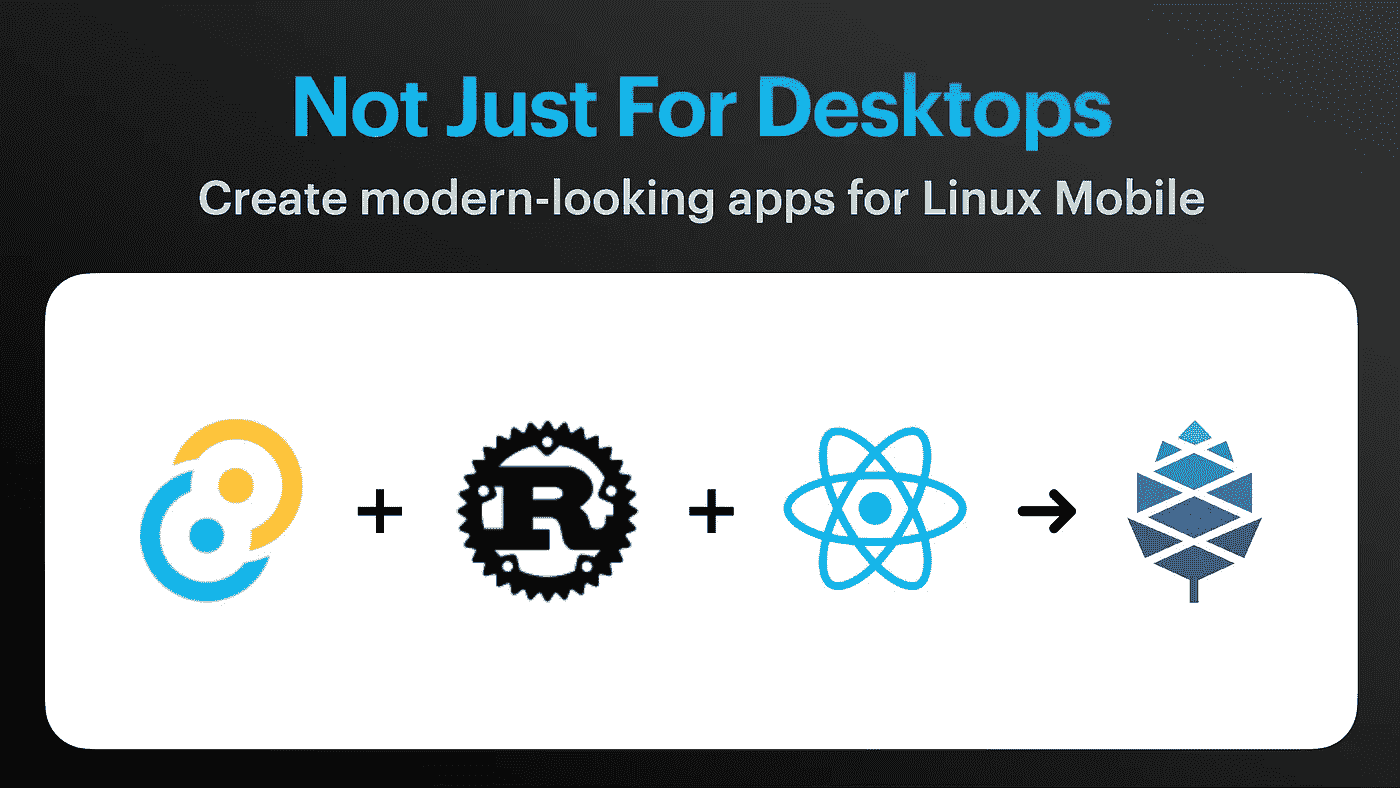 Not Just For Desktops
Create modern-looking apps for Linux Mobile
+ R + →